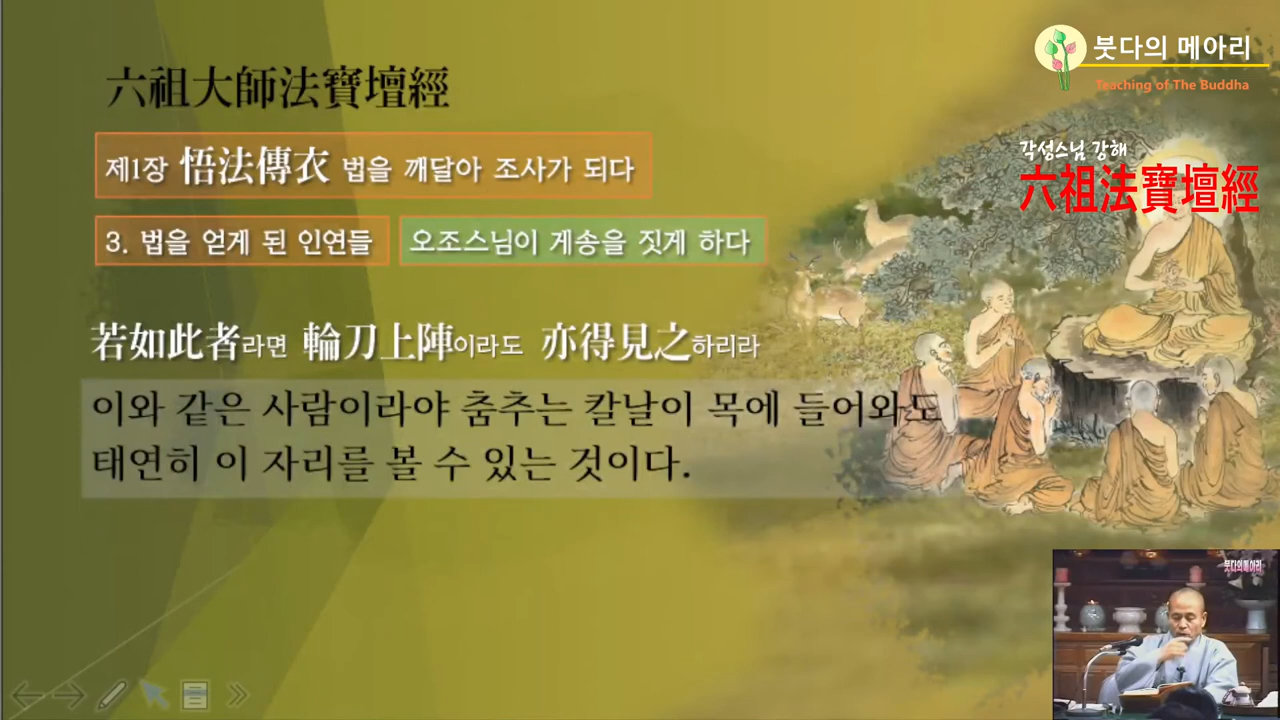 붓다의 메아리
Teaching of The Buddha
六祖大師法寶壇經
각성스님 강해
六祖法寶壇經
제1장 悟法傳衣 법을 깨달아 조사가 되다
3. 법을 얻게 된 인연들
오조스님이 게송을 짓게 하다
若如此者라면 輪刀上陣이라도 亦得見之하리라
이와 같은 사람이라야 춤추는 칼날이 목에 들어와도
태연히 이 자리를 볼 수 있는 것이다.
붓다의메아리